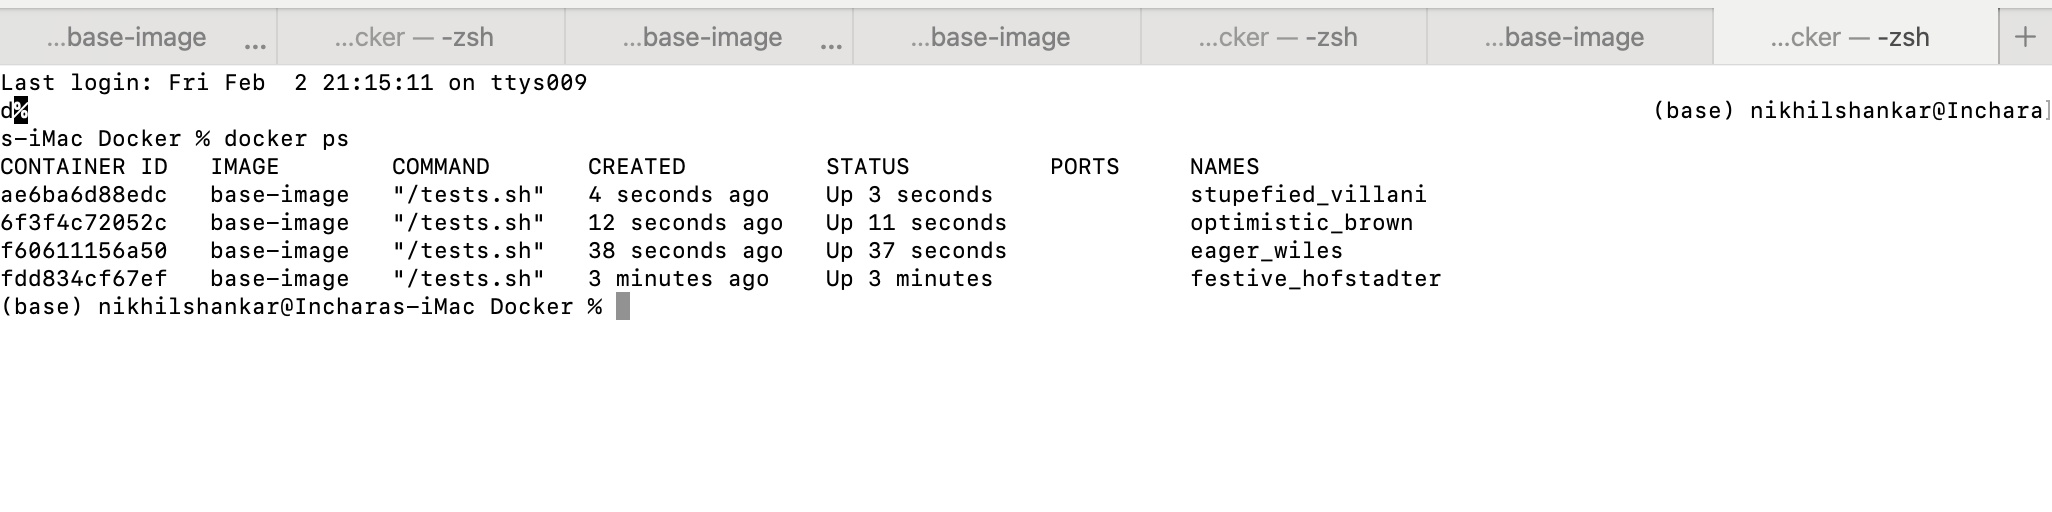 ...base-image ... ...cker — -zsh ...base-image ... ...base-image ...cker — -zsh ...base-image ...cker — -zsh +
Last login: Fri Feb  2 21:15:11 on ttys009
d% (base) nikhilshankar@Inchara]
s-iMac Docker % docker ps
CONTAINER ID   IMAGE        COMMAND       CREATED          STATUS          PORTS     NAMES
ae6ba6d88edc   base-image   "/tests.sh"   4 seconds ago    Up 3 seconds              stupefied_villani
6f3f4c72052c   base-image   "/tests.sh"   12 seconds ago   Up 11 seconds             optimistic_brown
f60611156a50   base-image   "/tests.sh"   38 seconds ago   Up 37 seconds             eager_wiles
fdd834cf67ef   base-image   "/tests.sh"   3 minutes ago    Up 3 minutes              festive_hofstadter
(base) nikhilshankar@Incharas-iMac Docker %